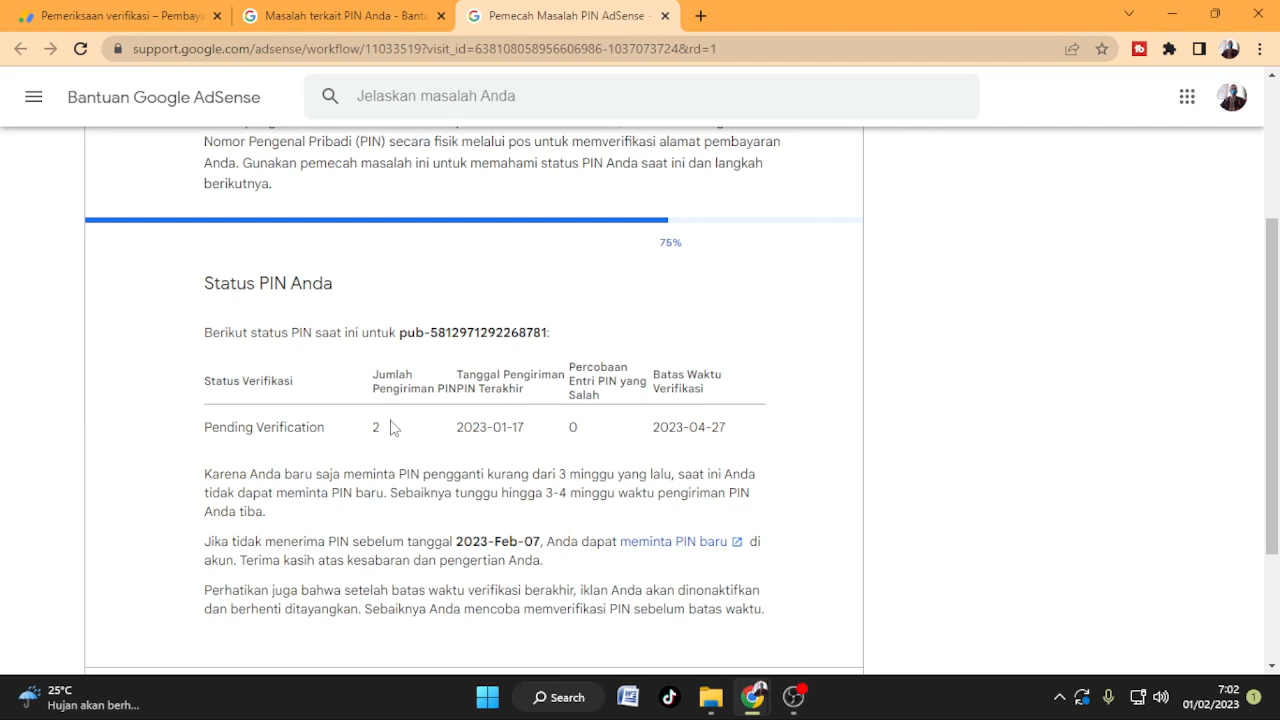 Pemeriksaan verifikasi – Pembaya
Masalah terkait PIN Anda - Bantu
Pemecah Masalah PIN AdSense -
support.google.com/adsense/workflow/11033519?visit_id=638108058956606986-1037073724&rd=1
Bantuan Google AdSense
Jelaskan masalah Anda
Nomor Pengenal Pribadi (PIN) secara fisik melalui pos untuk memverifikasi alamat pembayaran
Anda. Gunakan pemecah masalah ini untuk memahami status PIN Anda saat ini dan langkah
berikutnya.
75%
Status PIN Anda
Berikut status PIN saat ini untuk pub-5812971292268781:
Status Verifikasi
Jumlah
Pengiriman PIN
Tanggal Pengiriman
PIN Terakhir
Percobaan
Entri PIN yang
Salah
Batas Waktu
Verifikasi
Pending Verification 2 2023-01-17 0 2023-04-27
Karena Anda baru saja meminta PIN pengganti kurang dari 3 minggu yang lalu, saat ini Anda
tidak dapat meminta PIN baru. Sebaiknya tunggu hingga 3-4 minggu waktu pengiriman PIN
Anda tiba.
Jika tidak menerima PIN sebelum tanggal 2023-Feb-07, Anda dapat meminta PIN baru di
akun. Terima kasih atas kesabaran dan pengertian Anda.
Perhatikan juga bahwa setelah batas waktu verifikasi berakhir, iklan Anda akan dinonaktifkan
dan berhenti ditayangkan. Sebaiknya Anda mencoba memverifikasi PIN sebelum batas waktu.
25°C
Hujan akan berh...
Search
7:02
01/02/2023
1